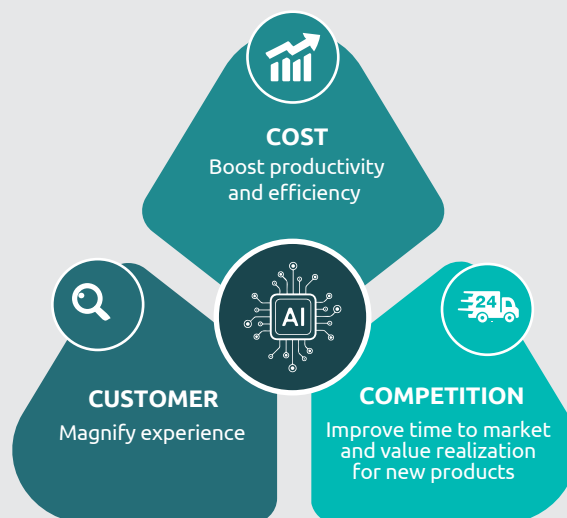 COST
Boost productivity
and efficiency
AI
24
CUSTOMER
Magnify experience
COMPETITION
Improve time to market
and value realization
for new products